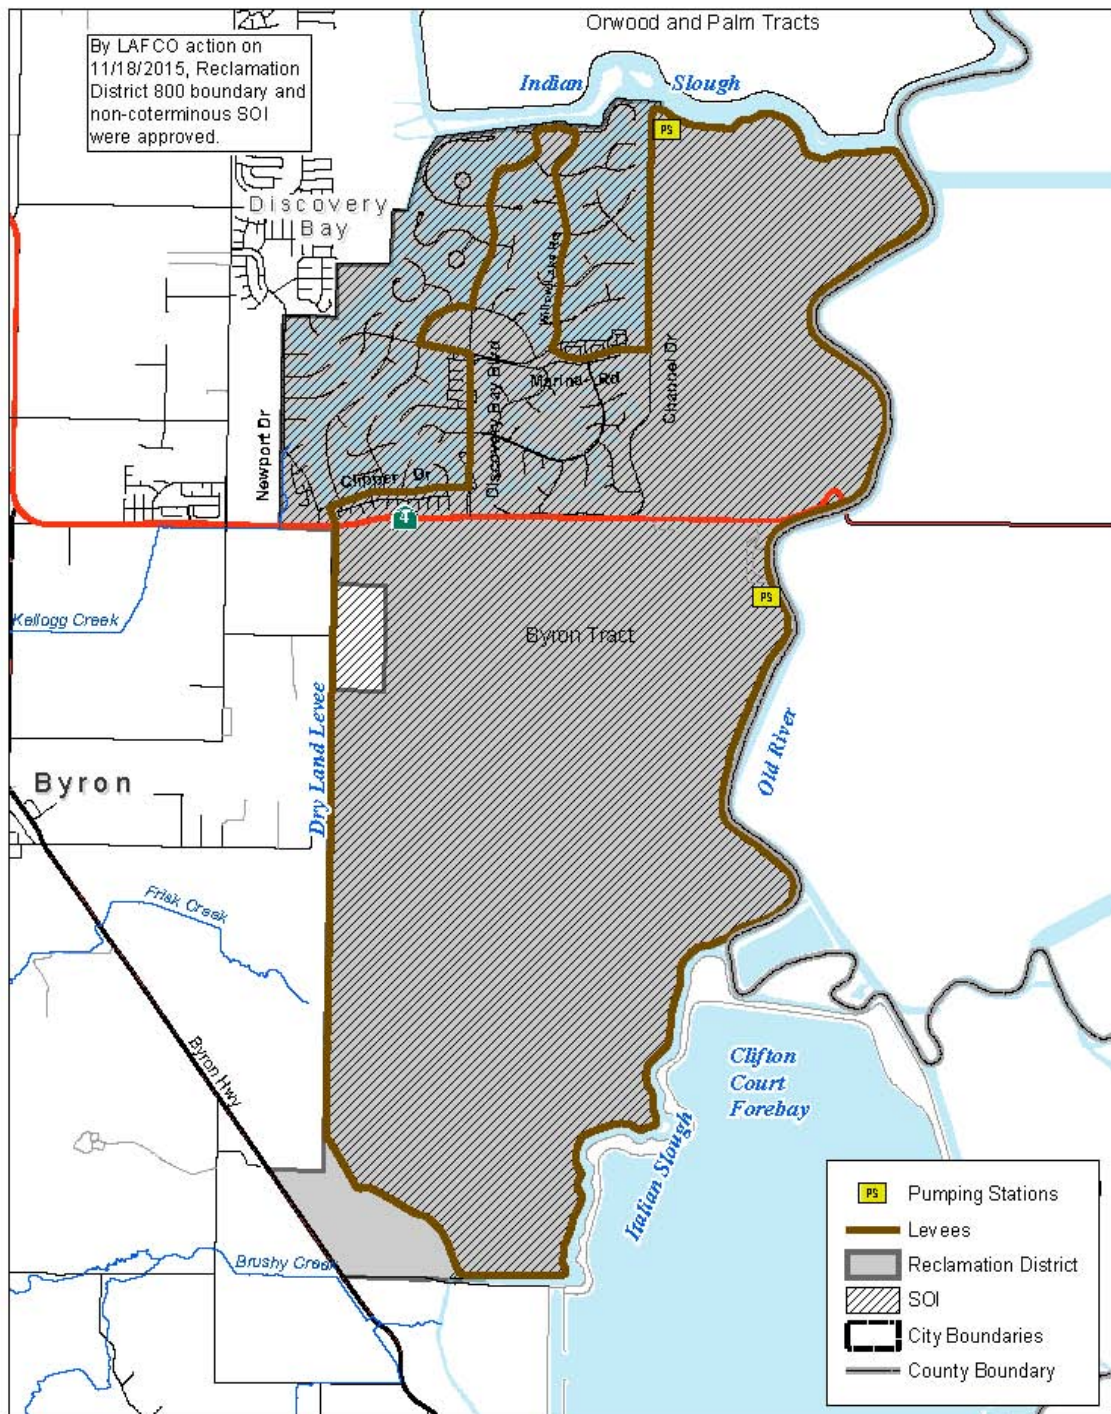 Orwood and Palm Tracts
By LAFCO action on
11/18/2015, Reclamation
District 800 boundary and
non-coterminous SOI
were approved.
Indian Slough
PS
Discovery
Bay
Willow Lake Rd
Discovery Bay Blvd
Marina Rd
Channel Dr
Newport Dr
Clipper Dr
4
PS
Kellogg Creek
Byron Tract
Dry Land Levee
Old River
Byron
Frisk Creek
Byron Hwy
Clifton
Court
Forebay
Italian Slough
Brushy Creek
PS Pumping Stations
Levees
Reclamation District
SOI
City Boundaries
County Boundary